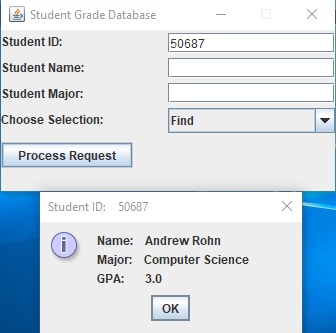 Student Grade Database
Student ID: 50687
Student Name:
Student Major:
Choose Selection: Find
Process Request
Student ID: 50687
Name: Andrew Rohn
Major: Computer Science
GPA: 3.0
OK